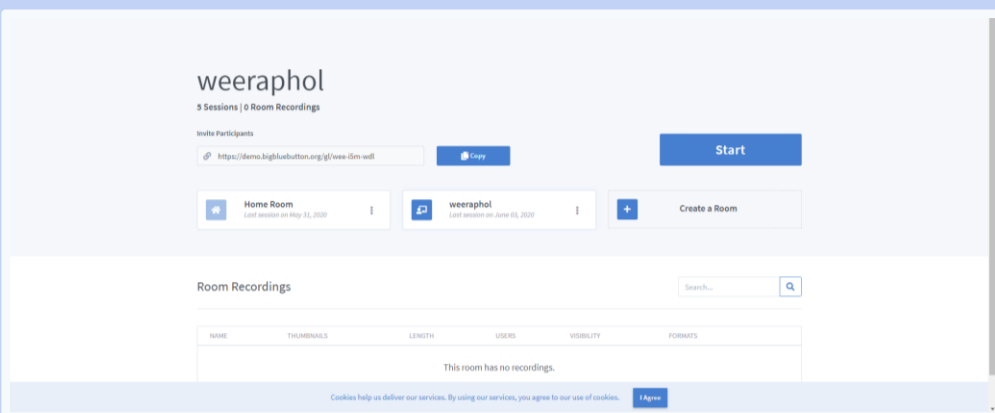 weeraphol
5 Sessions | 0 Room Recordings
Invite Participants
https://demo.bigbluebutton.org/gl/wee-i5m-wdl
Copy
Start
Home Room
Last session on May 31, 2020
weeraphol
Last session on June 03, 2020
Create a Room
Room Recordings
Search...
NAME THUMBNAILS LENGTH USERS VISIBILITY FORMATS
This room has no recordings.
Cookies help us deliver our services. By using our services, you agree to our use of cookies. I Agree